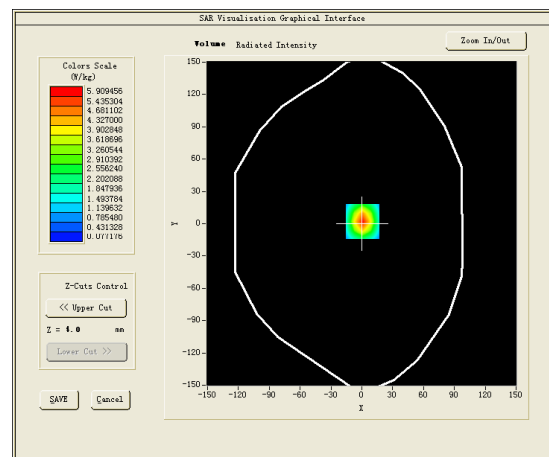 SAR Visualisation Graphical Interface
Volume Radiated Intensity
Zoom In/Out
Colors Scale
(W/kg)
5.909456
5.435304
4.681102
4.327000
3.902848
3.618696
3.260544
2.910392
2.556240
2.202088
1.847936
1.493784
1.139632
0.785480
0.431328
0.077176
Z-Cuts Control
<< Upper Cut
Z = 4.0 mm
Lower Cut >>
SAVE Cancel
150
120
90
60
30
0
-30
-60
-90
-120
-150
Y
-150 -120 -90 -60 -30 0 30 60 90 120 150
X